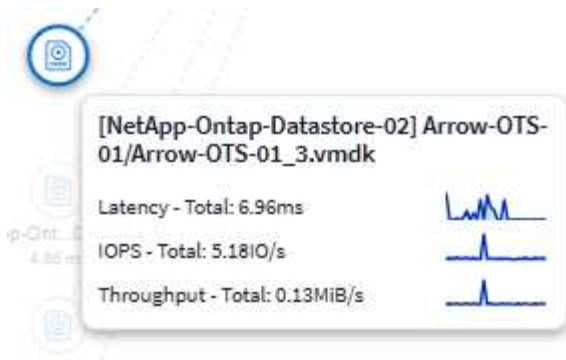 [NetApp-Ontap-Datastore-02] Arrow-OTS-
01/Arrow-OTS-01_3.vmdk
Latency - Total: 6.96ms
IOPS - Total: 5.18IO/s
Throughput - Total: 0.13MiB/s
p-Ont...